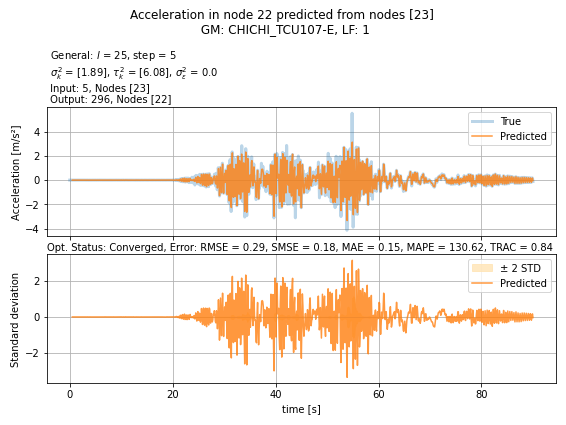 Acceleration in node 22 predicted from nodes [23]
GM: CHICHI_TCU107-E, LF: 1
General: l = 25, step = 5
σ²ₖ = [1.89], τ²ₖ = [6.08], σ²ε = 0.0
Input: 5, Nodes [23]
Output: 296, Nodes [22]
Acceleration [m/s²]
4
2
0
−2
−4
True
Predicted
Opt. Status: Converged, Error: RMSE = 0.29, SMSE = 0.18, MAE = 0.15, MAPE = 130.62, TRAC = 0.84
Standard deviation
2
0
−2
± 2 STD
Predicted
0 20 40 60 80
time [s]